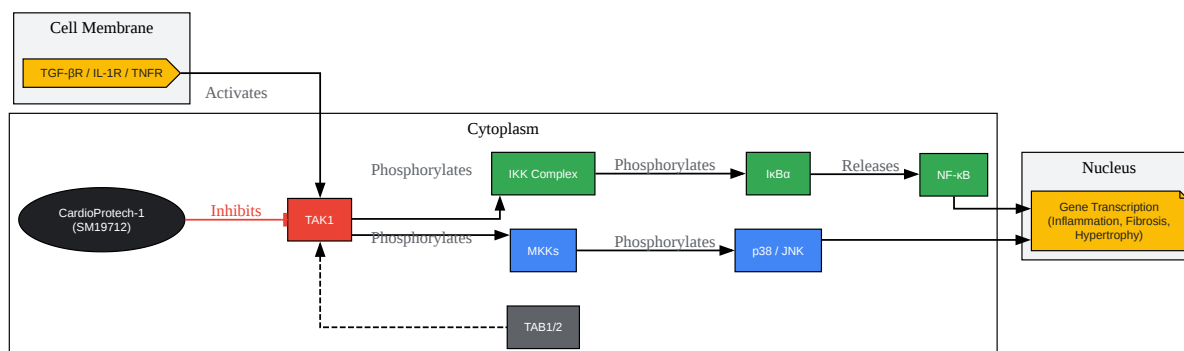 Cell Membrane
TGF-βR / IL-1R / TNFR
Activates
Cytoplasm
Phosphorylates
IKK Complex
Phosphorylates
IκBα
Releases
NF-κB
Nucleus
Gene Transcription
(Inflammation, Fibrosis,
Hypertrophy)
CardioProtech-1
(SM19712)
Inhibits
TAK1
Phosphorylates
MKKs
Phosphorylates
p38 / JNK
TAB1/2